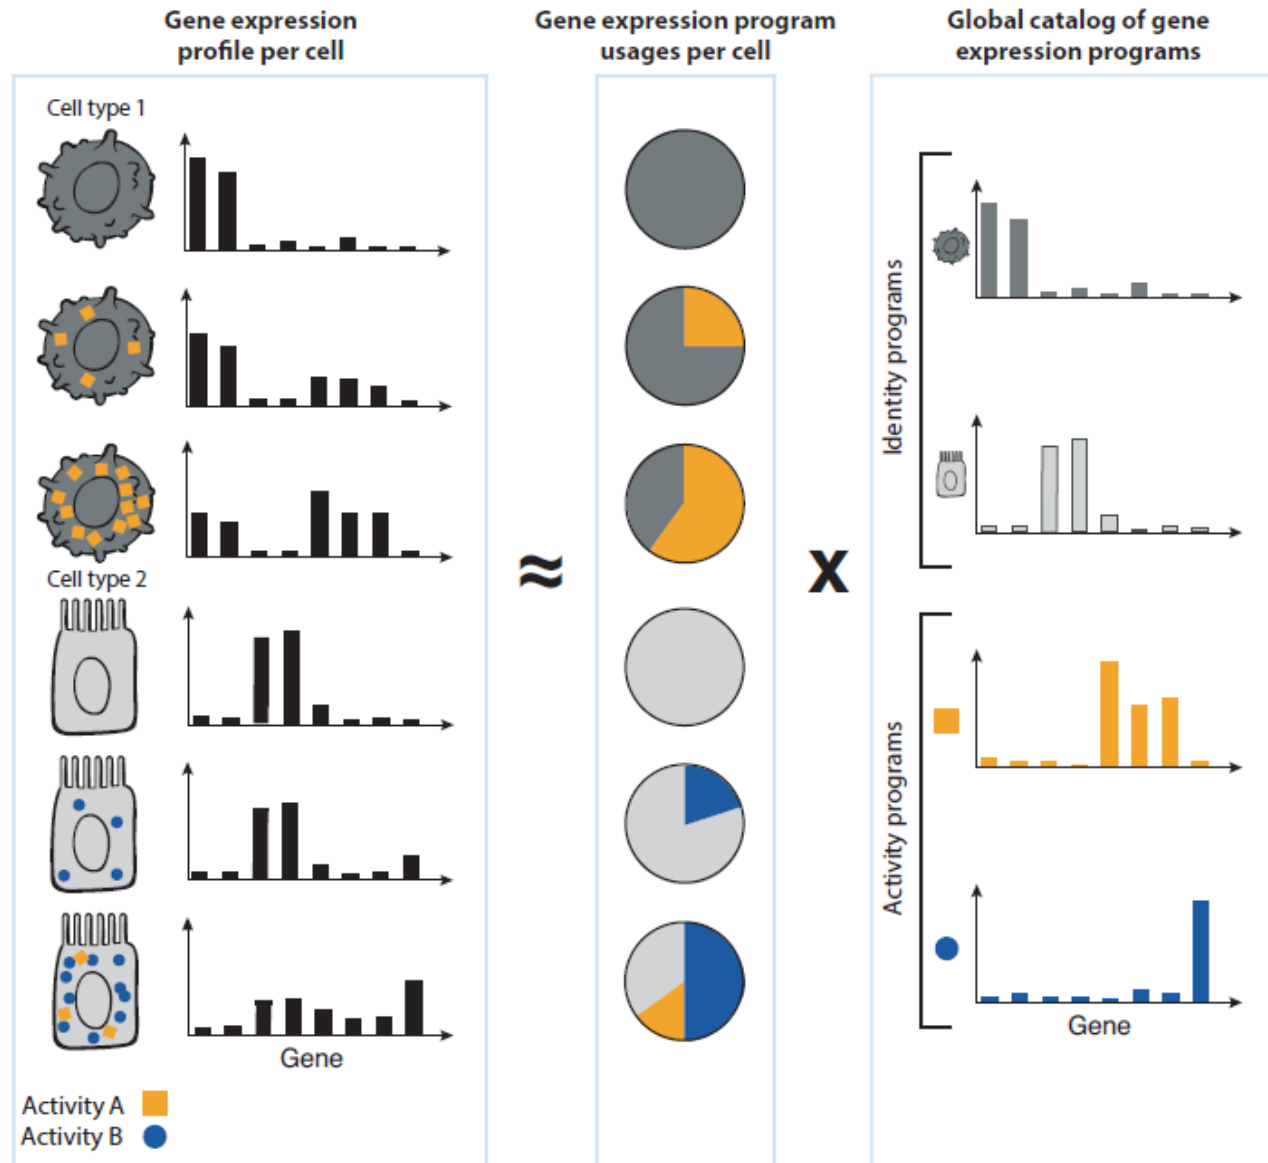 Gene expression
profile per cell
Gene expression program
usages per cell
Global catalog of gene
expression programs
Cell type 1
Cell type 2
Gene
Activity A
Activity B
≈
X
Identity programs
Activity programs
Gene